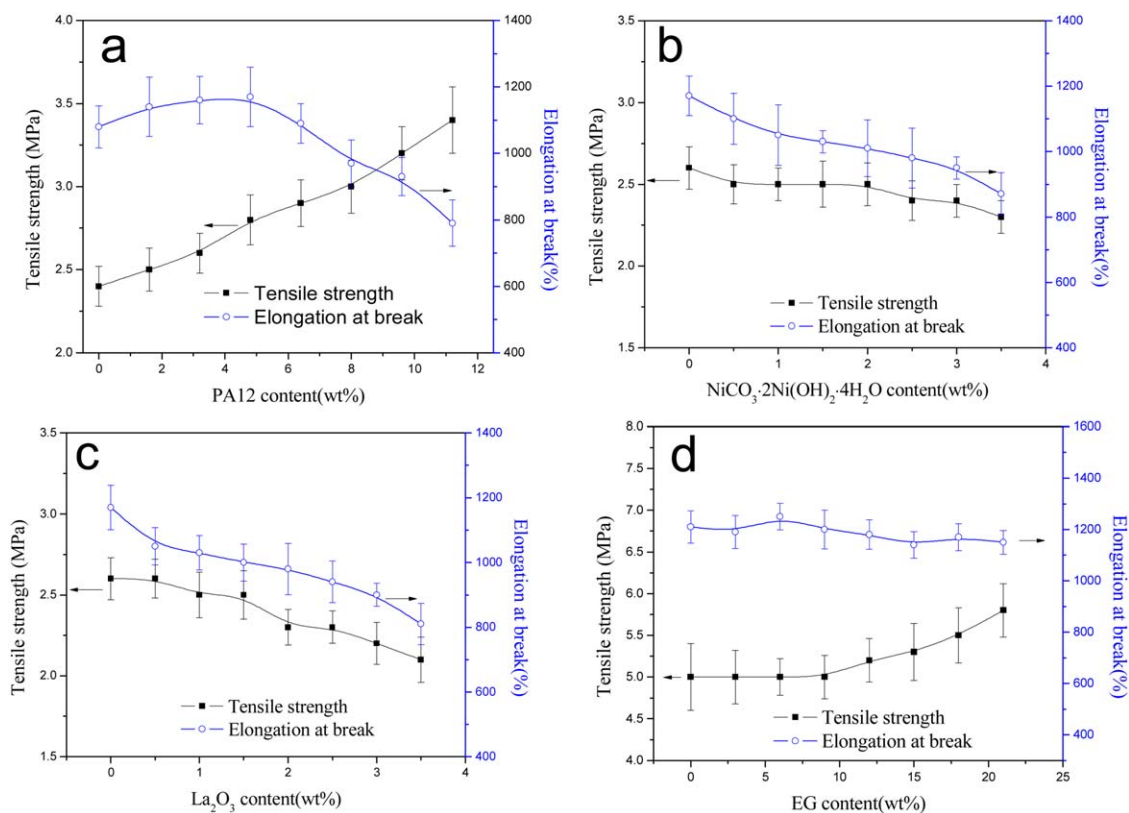 a
Tensile strength (MPa)
4.0
3.5
3.0
2.5
2.0
1400
1200
1000
800
600
400
Elongation at break(%)
Tensile strength
Elongation at break
0 2 4 6 8 10 12
PA12 content(wt%)
b
Tensile strength (MPa)
3.5
3.0
2.5
2.0
1.5
1400
1200
1000
800
600
400
Elongation at break(%)
Tensile strength
Elongation at break
0 1 2 3 4
NiCO₃·2Ni(OH)₂·4H₂O content(wt%)
c
Tensile strength (MPa)
3.5
3.0
2.5
2.0
1.5
1400
1200
1000
800
600
400
Elongation at break(%)
Tensile strength
Elongation at break
0 1 2 3 4
La₂O₃ content(wt%)
d
Tensile strength (MPa)
8.0
7.5
7.0
6.5
6.0
5.5
5.0
4.5
4.0
1600
1400
1200
1000
800
600
400
Elongation at break(%)
Tensile strength
Elongation at break
0 5 10 15 20 25
EG content(wt%)